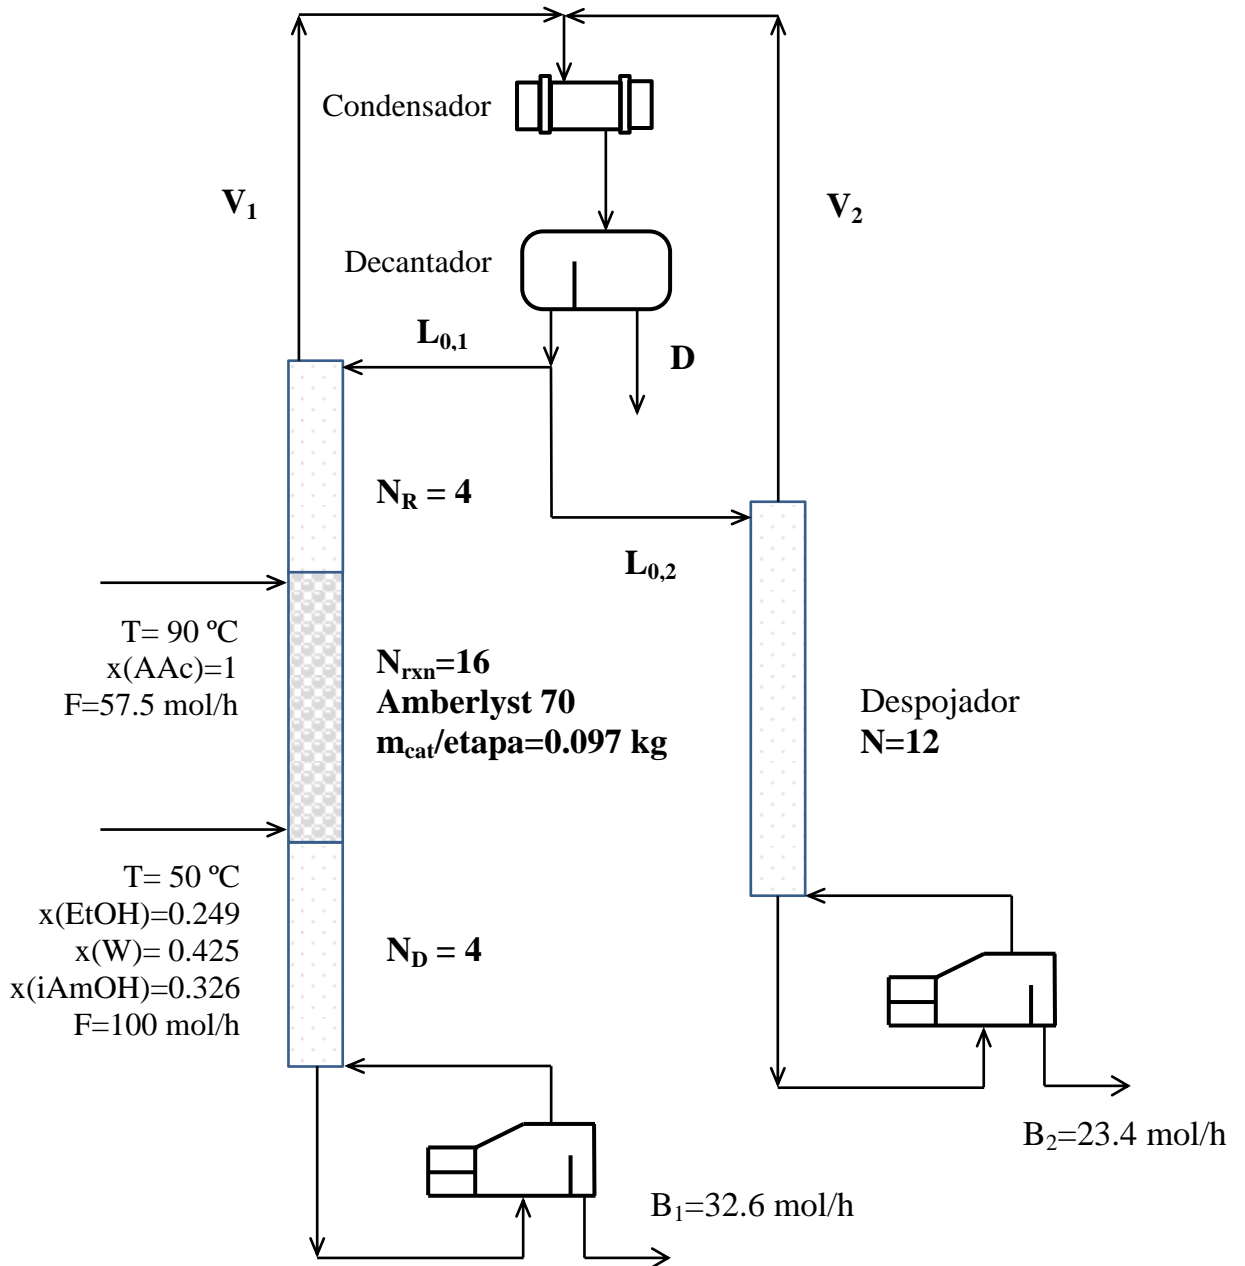 Condensador
V1
V2
Decantador
L0,1
D
NR = 4
L0,2
T= 90 ºC
x(AAc)=1
F=57.5 mol/h
Nrxn=16
Amberlyst 70
mcat/etapa=0.097 kg
Despojador
N=12
T= 50 ºC
x(EtOH)=0.249
x(W)= 0.425
x(iAmOH)=0.326
F=100 mol/h
ND = 4
B2=23.4 mol/h
B1=32.6 mol/h